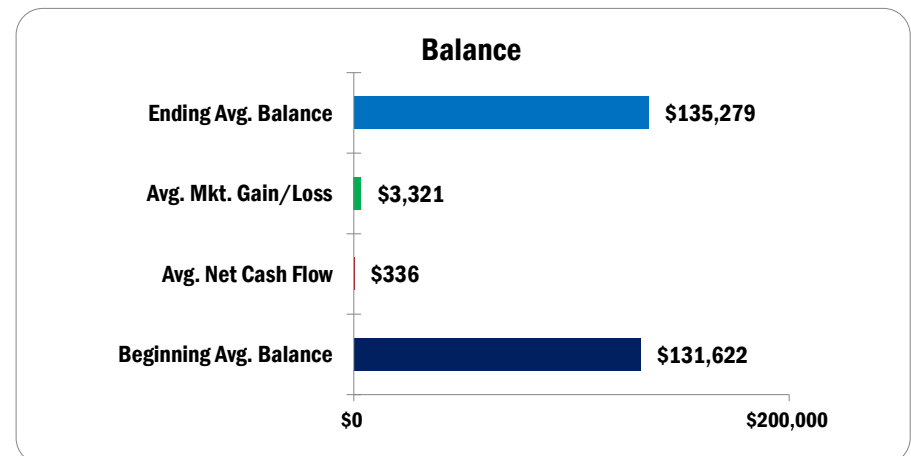 Balance
Ending Avg. Balance $135,279
Avg. Mkt. Gain/Loss $3,321
Avg. Net Cash Flow $336
Beginning Avg. Balance $131,622
$0 $200,000